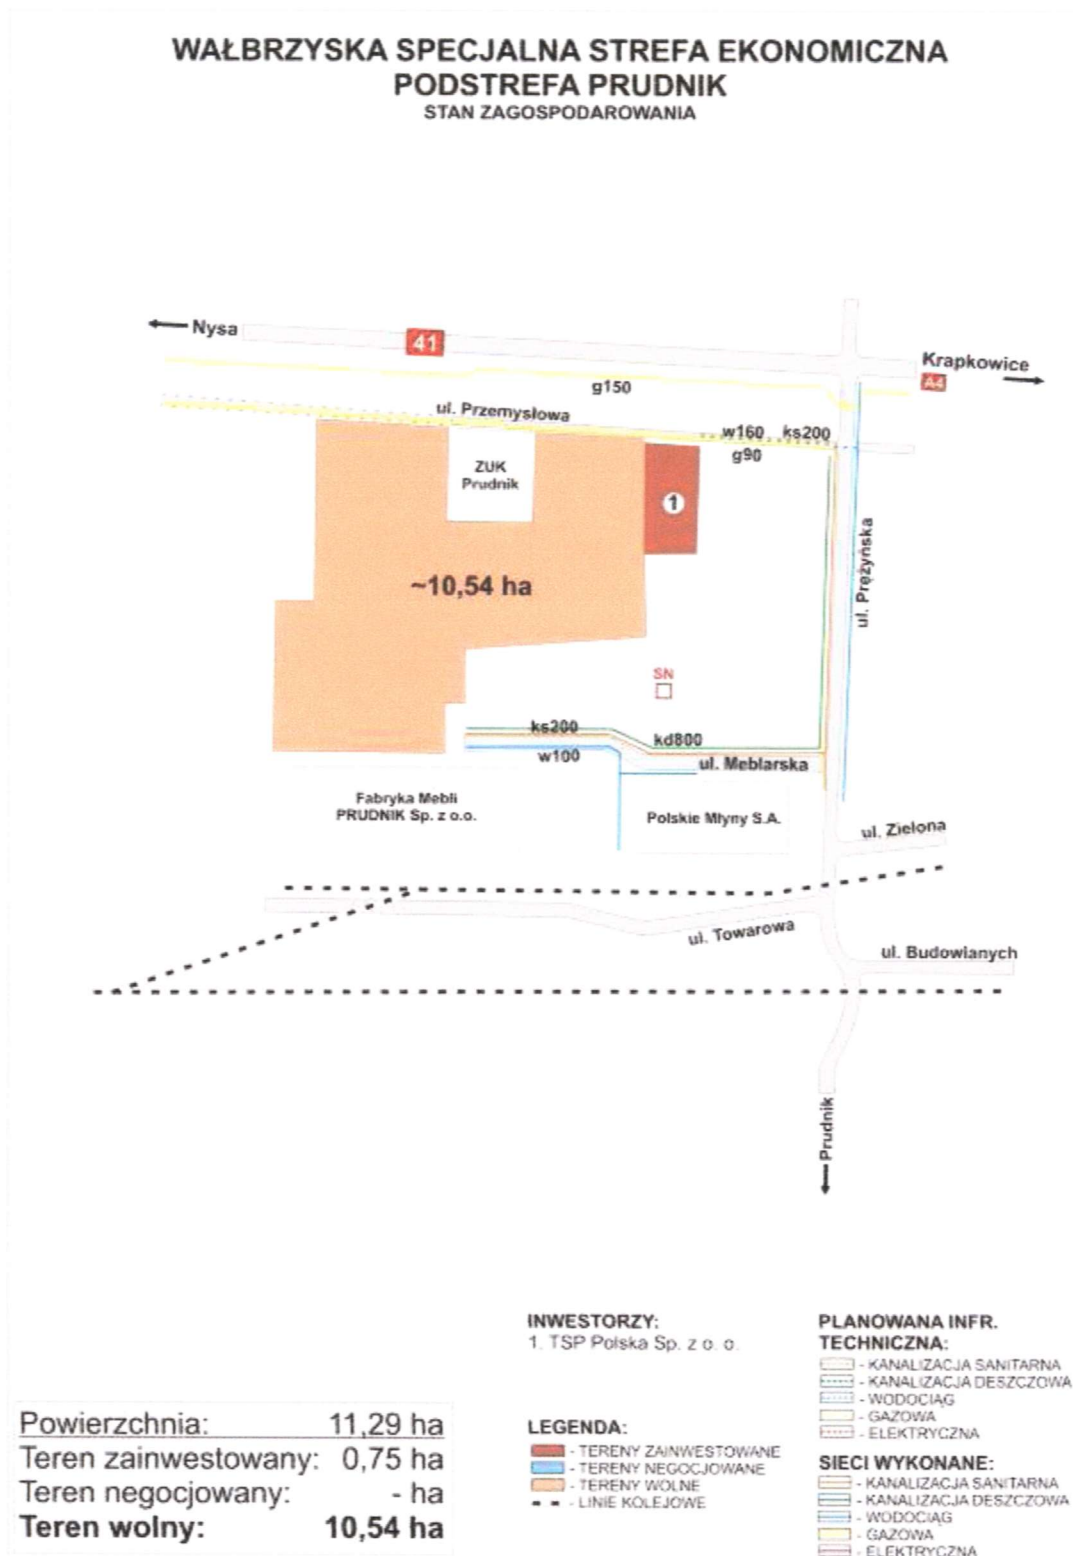 WAŁBRZYSKA SPECJALNA STREFA EKONOMICZNA
PODSTREFA PRUDNIK
STAN ZAGOSPODAROWANIA
Nysa
41
Krapkowice
A4
g150
ul. Przemysłowa
w160 ks200
g90
ZUK
Prudnik
1
ul. Prężyńska
~10,54 ha
SN
ks200
kd800
w100
ul. Meblarska
Fabryka Mebli
PRUDNIK Sp. z o.o.
Polskie Młyny S.A.
ul. Zielona
ul. Towarowa
ul. Budowlanych
Prudnik
INWESTORZY:
1. TSP Polska Sp. z o. o.
PLANOWANA INFR.
TECHNICZNA:
- KANALIZACJA SANITARNA
- KANALIZACJA DESZCZOWA
- WODOCIĄG
- GAZOWA
- ELEKTRYCZNA
LEGENDA:
- TERENY ZAINWESTOWANE
- TERENY NEGOCJOWANE
- TERENY WOLNE
- LINIE KOLEJOWE
SIECI WYKONANE:
- KANALIZACJA SANITARNA
- KANALIZACJA DESZCZOWA
- WODOCIĄG
- GAZOWA
- ELEKTRYCZNA
Powierzchnia: 11,29 ha
Teren zainwestowany: 0,75 ha
Teren negocjowany: - ha
Teren wolny: 10,54 ha